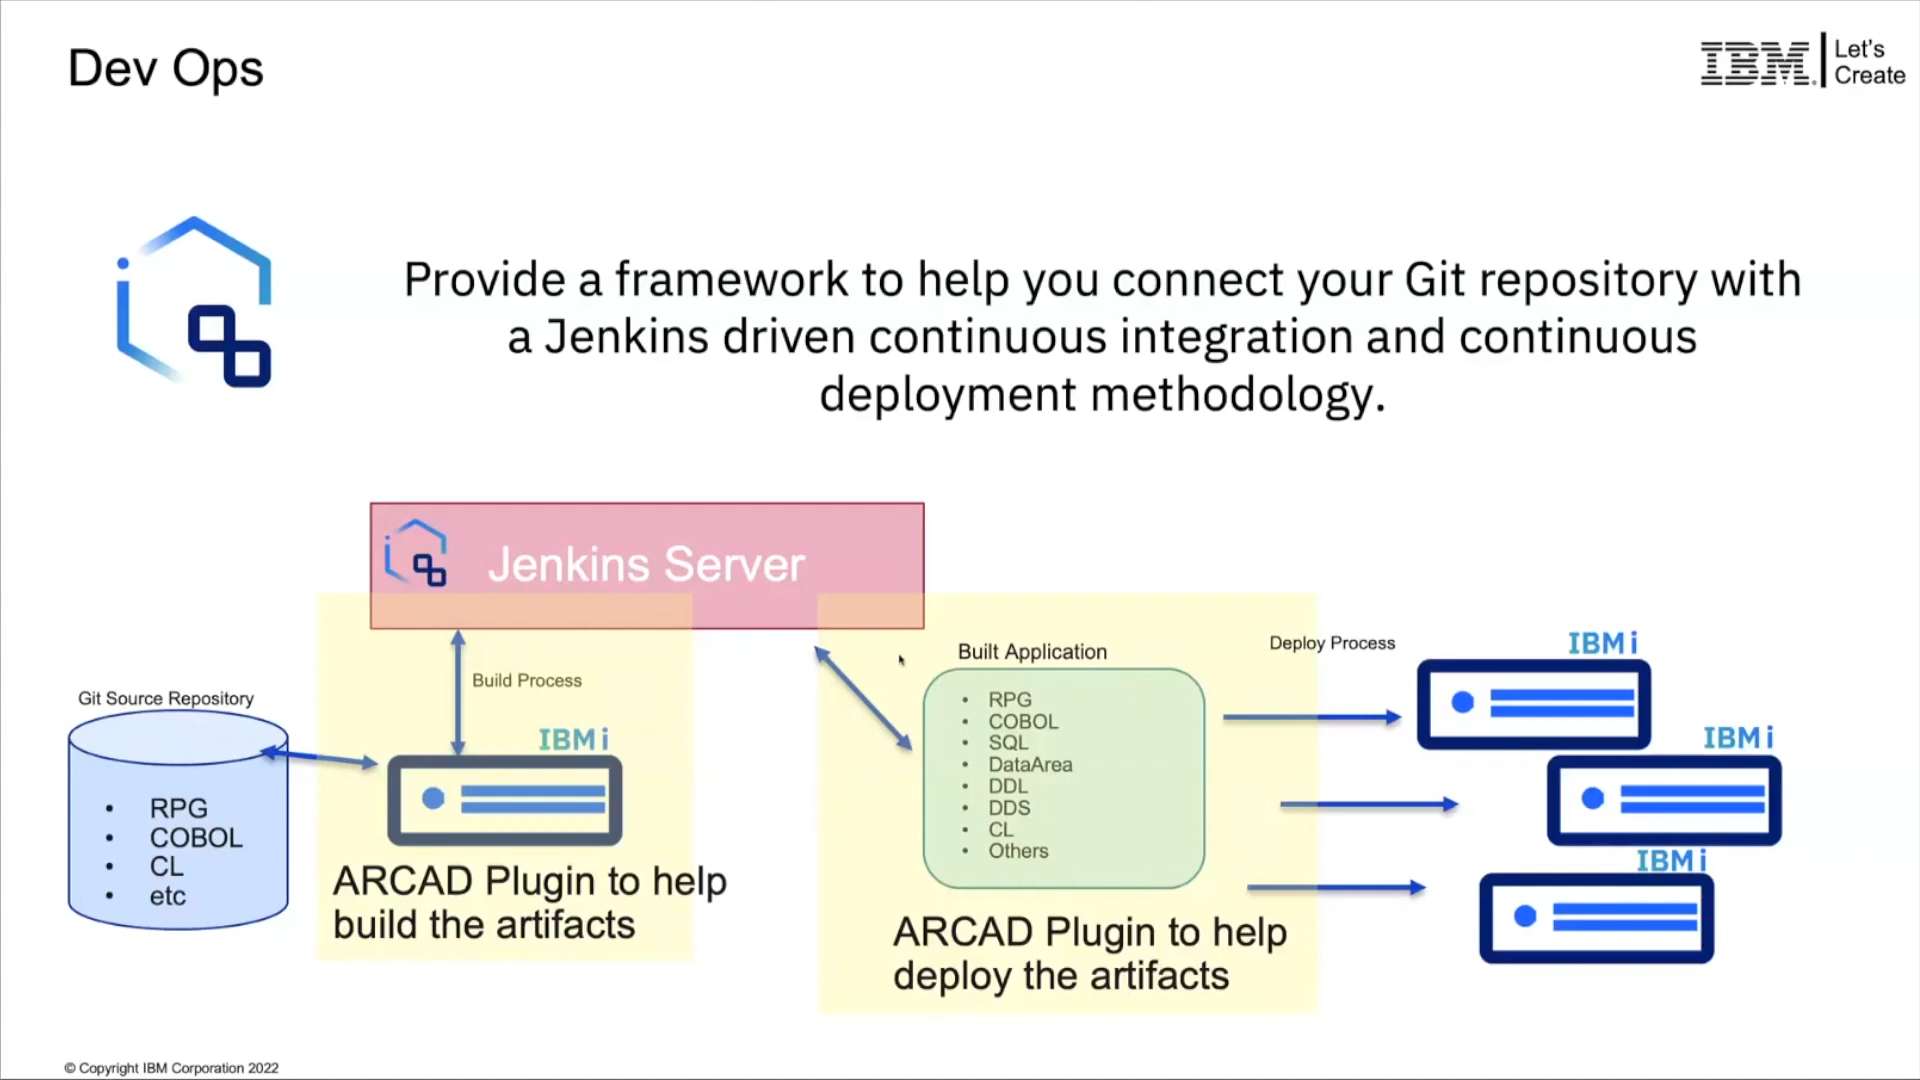 Dev Ops
IBM
Let's
Create
Provide a framework to help you connect your Git repository with
a Jenkins driven continuous integration and continuous
deployment methodology.
Jenkins Server
Git Source Repository
• RPG
• COBOL
• CL
• etc
Build Process
IBM i
ARCAD Plugin to help
build the artifacts
Built Application
• RPG
• COBOL
• SQL
• DataArea
• DDL
• DDS
• CL
• Others
ARCAD Plugin to help
deploy the artifacts
Deploy Process
IBM i
IBM i
IBM i
© Copyright IBM Corporation 2022